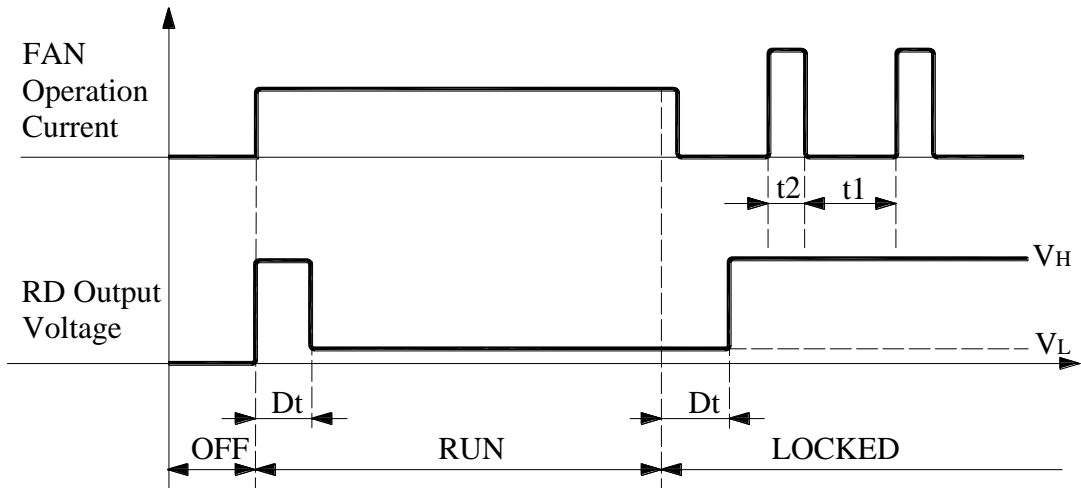 FAN
Operation
Current
t2
t1
RD Output
Voltage
VH
VL
Dt
Dt
OFF
RUN
LOCKED